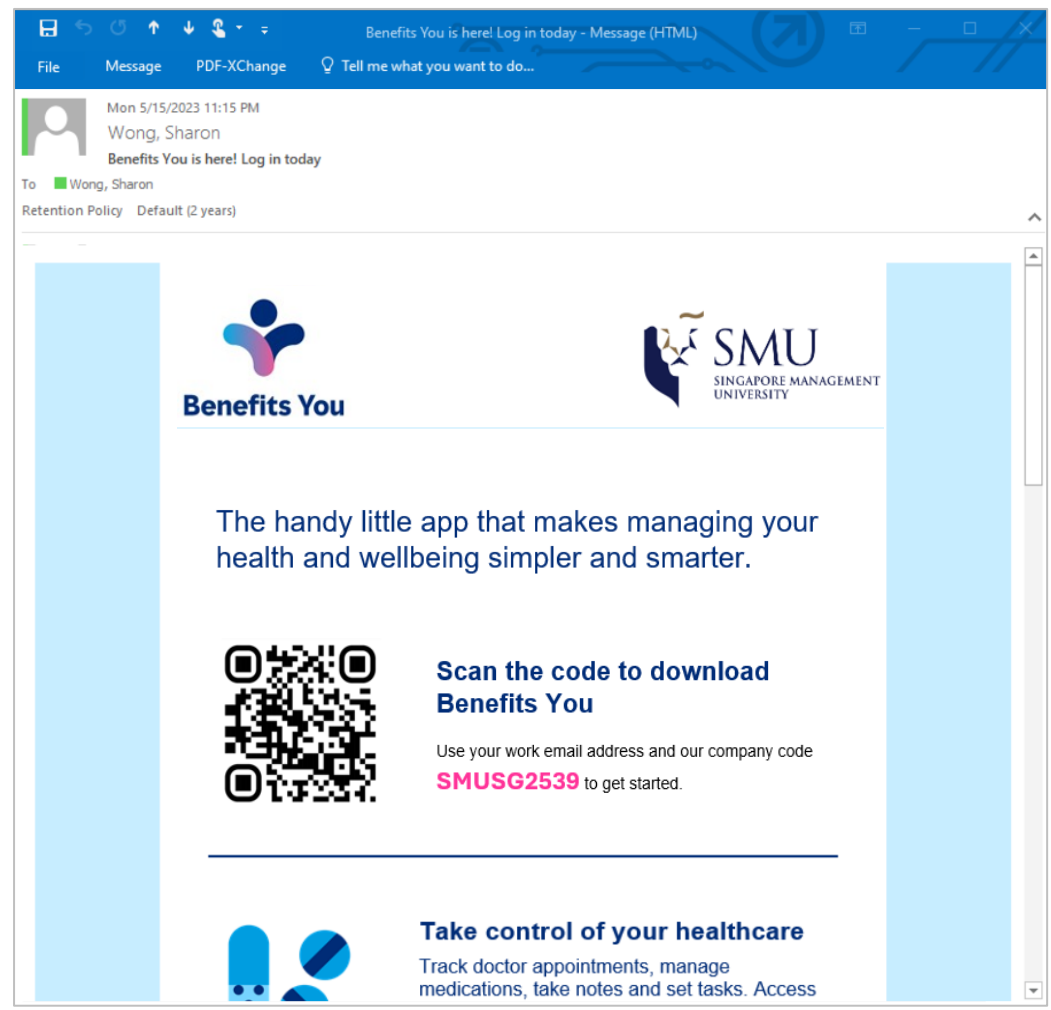 Benefits You is here! Log in today - Message (HTML)
File Message PDF-XChange Tell me what you want to do...
Mon 5/15/2023 11:15 PM
Wong, Sharon
Benefits You is here! Log in today
To Wong, Sharon
Retention Policy Default (2 years)
Benefits You
SMU
SINGAPORE MANAGEMENT
UNIVERSITY
The handy little app that makes managing your
health and wellbeing simpler and smarter.
Scan the code to download
Benefits You
Use your work email address and our company code
SMUSG2539 to get started.
Take control of your healthcare
Track doctor appointments, manage
medications, take notes and set tasks. Access